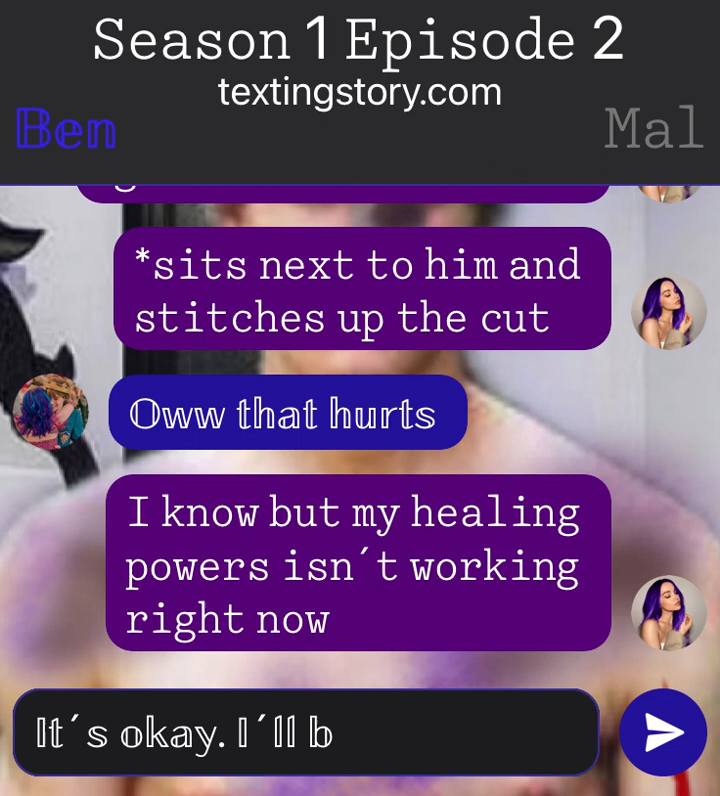 Season 1 Episode 2
textingstory.com
Ben
Mal
*sits next to him and
stitches up the cut
Oww that hurts
I know but my healing
powers isn´t working
right now
It´s okay. I´ll b